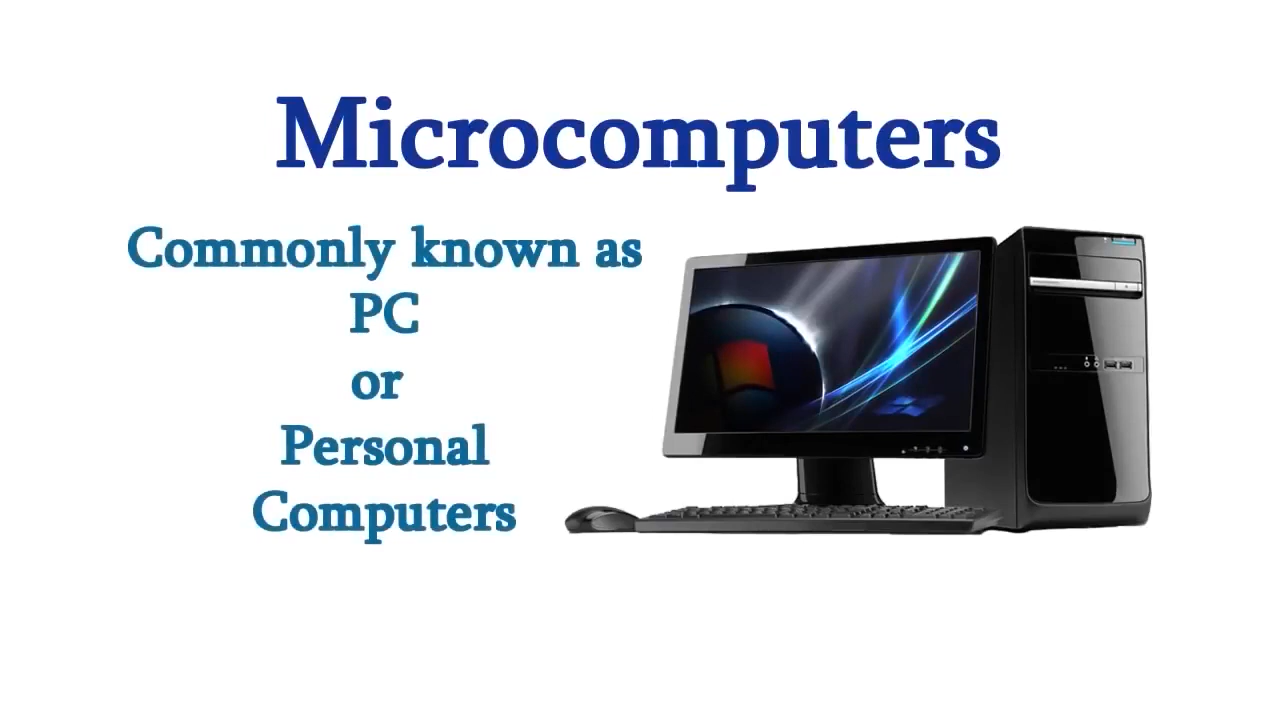 Microcomputers
Commonly known as
PC
or
Personal
Computers